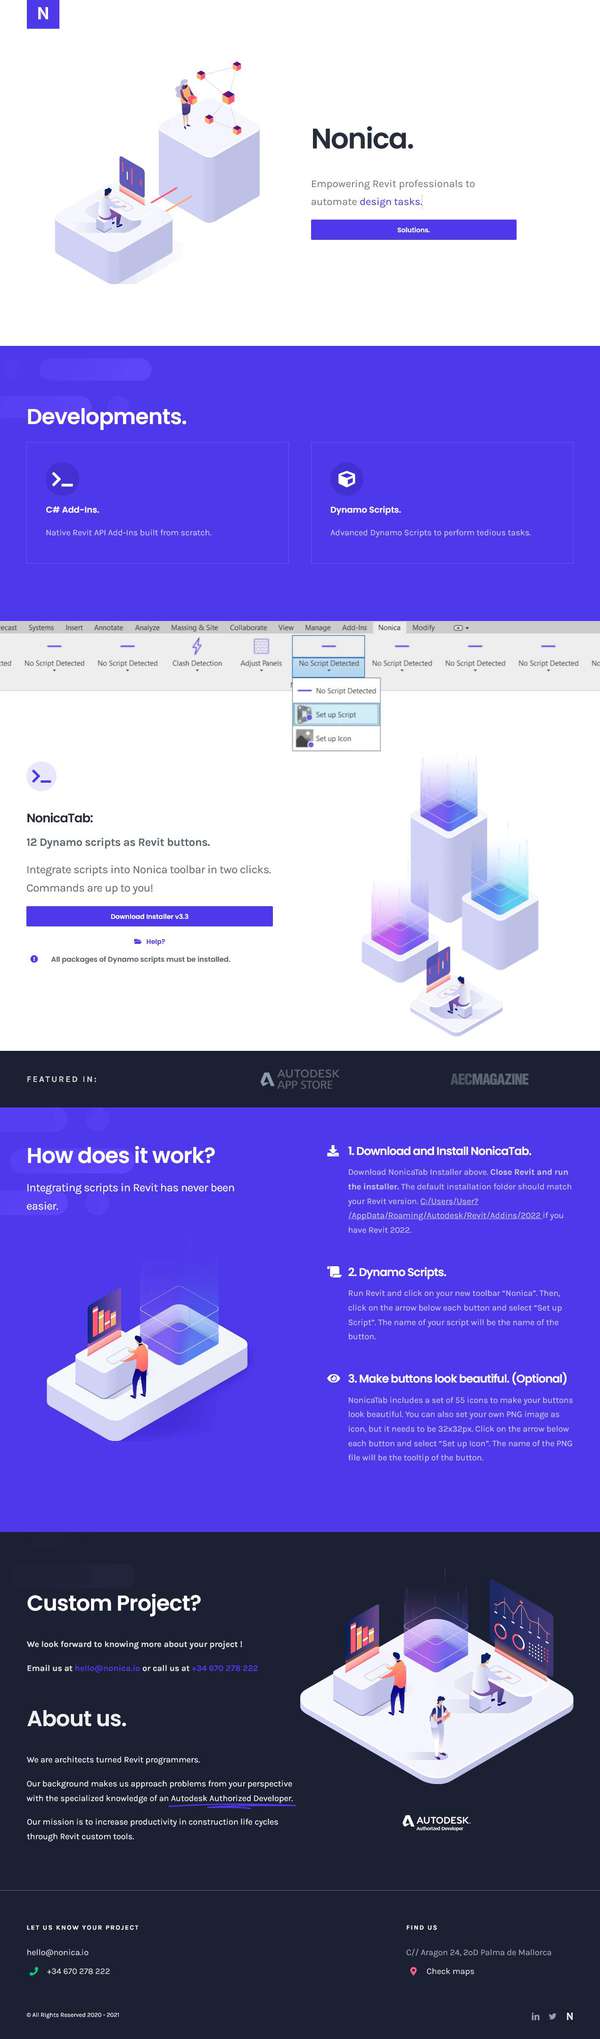 N
Nonica.
Empowering Revit professionals to
automate design tasks.
Solutions.
Developments.
C# Add-Ins.
Native Revit API Add-Ins built from scratch.
Dynamo Scripts.
Advanced Dynamo Scripts to perform tedious tasks.
ecast Systems Insert Annotate Analyze Massing & Site Collaborate View Manage Add-Ins Nonica Modify
cted No Script Detected No Script Detected Clash Detection Adjust Panels No Script Detected No Script Detected No Script Detected No Script Detected No
No Script Detected
Set up Script
Set up Icon
NonicaTab:
12 Dynamo scripts as Revit buttons.
Integrate scripts into Nonica toolbar in two clicks.
Commands are up to you!
Download Installer v3.3
Help?
All packages of Dynamo scripts must be installed.
FEATURED IN:
AUTODESK
APP STORE
AECMAGAZINE
How does it work?
Integrating scripts in Revit has never been
easier.
1. Download and Install NonicaTab.
Download NonicaTab Installer above. Close Revit and run
the installer. The default installation folder should match
your Revit version. C:/Users/User?
/AppData/Roaming/Autodesk/Revit/Addins/2022 if you
have Revit 2022.
2. Dynamo Scripts.
Run Revit and click on your new toolbar “Nonica”. Then,
click on the arrow below each button and select “Set up
Script”. The name of your script will be the name of the
button.
3. Make buttons look beautiful. (Optional)
NonicaTab includes a set of 55 icons to make your buttons
look beautiful. You can also set your own PNG image as
icon, but it needs to be 32x32px. Click on the arrow below
each button and select “Set up Icon”. The name of the PNG
file will be the tooltip of the button.
Custom Project?
We look forward to knowing more about your project !
Email us at hello@nonica.io or call us at +34 670 278 222
About us.
We are architects turned Revit programmers.
Our background makes us approach problems from your perspective
with the specialized knowledge of an Autodesk Authorized Developer.
Our mission is to increase productivity in construction life cycles
through Revit custom tools.
AUTODESK.
Authorized Developer
LET US KNOW YOUR PROJECT
hello@nonica.io
+34 670 278 222
FIND US
C// Aragon 24, 2oD Palma de Mallorca
Check maps
© All Rights Reserved 2020 - 2021
in
N